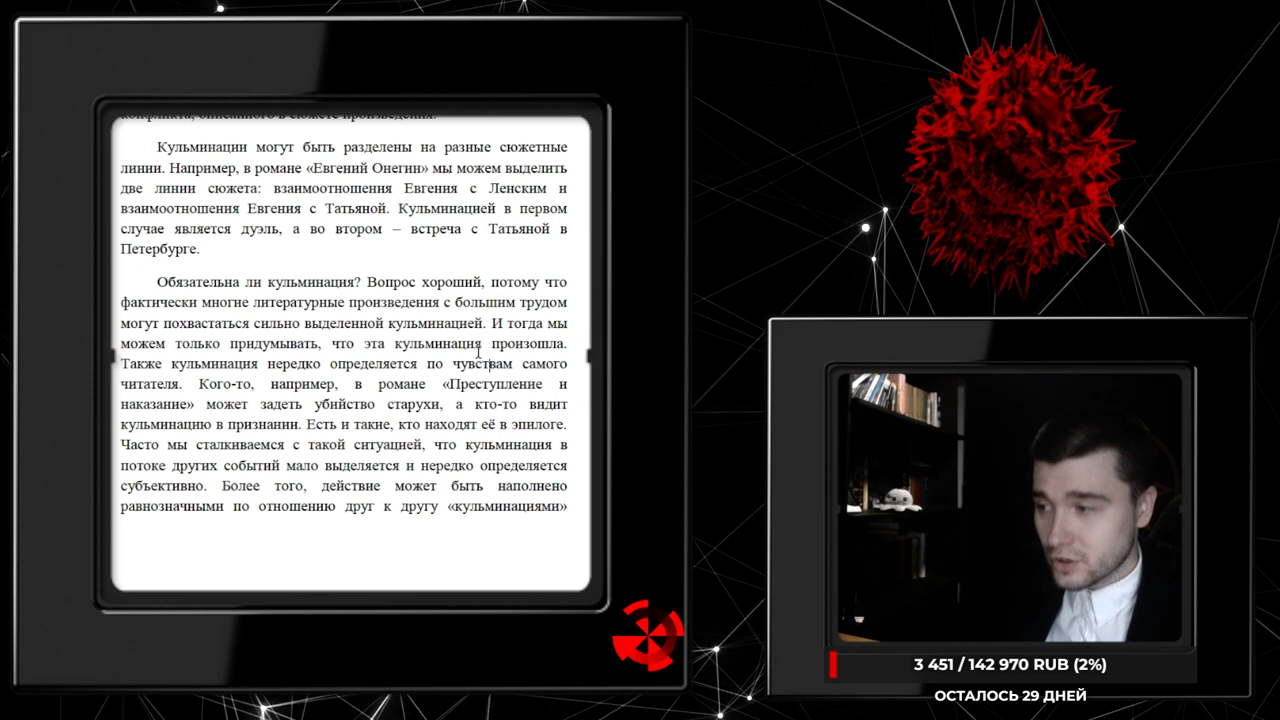 конфликта, описанного в сюжете произведения.
Кульминации могут быть разделены на разные сюжетные
линии. Например, в романе «Евгений Онегин» мы можем выделить
две линии сюжета: взаимоотношения Евгения с Ленским и
взаимоотношения Евгения с Татьяной. Кульминацией в первом
случае является дуэль, а во втором – встреча с Татьяной в
Петербурге.
Обязательна ли кульминация? Вопрос хороший, потому что
фактически многие литературные произведения с большим трудом
могут похвастаться сильно выделенной кульминацией. И тогда мы
можем только придумывать, что эта кульминация произошла.
Также кульминация нередко определяется по чувствам самого
читателя. Кого-то, например, в романе «Преступление и
наказание» может задеть убийство старухи, а кто-то видит
кульминацию в признании. Есть и такие, кто находят её в эпилоге.
Часто мы сталкиваемся с такой ситуацией, что кульминация в
потоке других событий мало выделяется и нередко определяется
субъективно. Более того, действие может быть наполнено
равнозначными по отношению друг к другу «кульминациями»
3 451 / 142 970 RUB (2%)
ОСТАЛОСЬ 29 ДНЕЙ